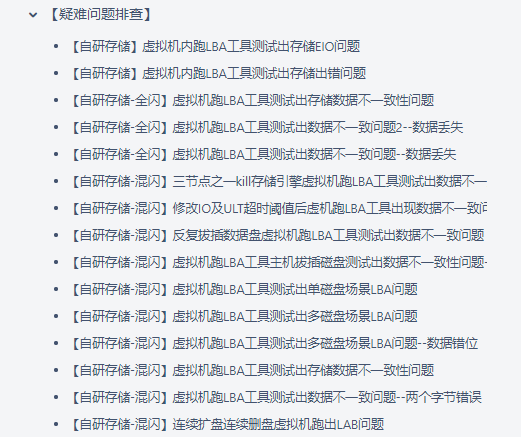 【疑难问题排查】
【自研存储】虚拟机内跑LBA工具测试出存储EIO问题
【自研存储】虚拟机内跑LBA工具测试出存储出错问题
【自研存储-全闪】虚拟机跑LBA工具测试出存储数据不一致性问题
【自研存储-全闪】虚拟机跑LBA工具测试出数据不一致问题2--数据丢失
【自研存储-全闪】虚拟机跑LBA工具测试出数据不一致问题--数据丢失
【自研存储-混闪】三节点之一kill存储引擎虚拟机跑LBA工具测试出数据不一
【自研存储-混闪】修改IO及ULT超时阈值后虚机跑LBA工具出现数据不一致问
【自研存储-混闪】反复拔插数据盘虚拟机跑LBA工具测试出数据不一致问题
【自研存储-混闪】虚拟机跑LBA工具主机拔插磁盘测试出数据不一致性问题-
【自研存储-混闪】虚拟机跑LBA工具测试出单磁盘场景LBA问题
【自研存储-混闪】虚拟机跑LBA工具测试出多磁盘场景LBA问题
【自研存储-混闪】虚拟机跑LBA工具测试出多磁盘场景LBA问题--数据错位
【自研存储-混闪】虚拟机跑LBA工具测试出存储数据不一致性问题
【自研存储-混闪】虚拟机跑LBA工具测试出数据不一致问题--两个字节错误
【自研存储-混闪】连续扩盘连续删盘虚拟机跑出LAB问题